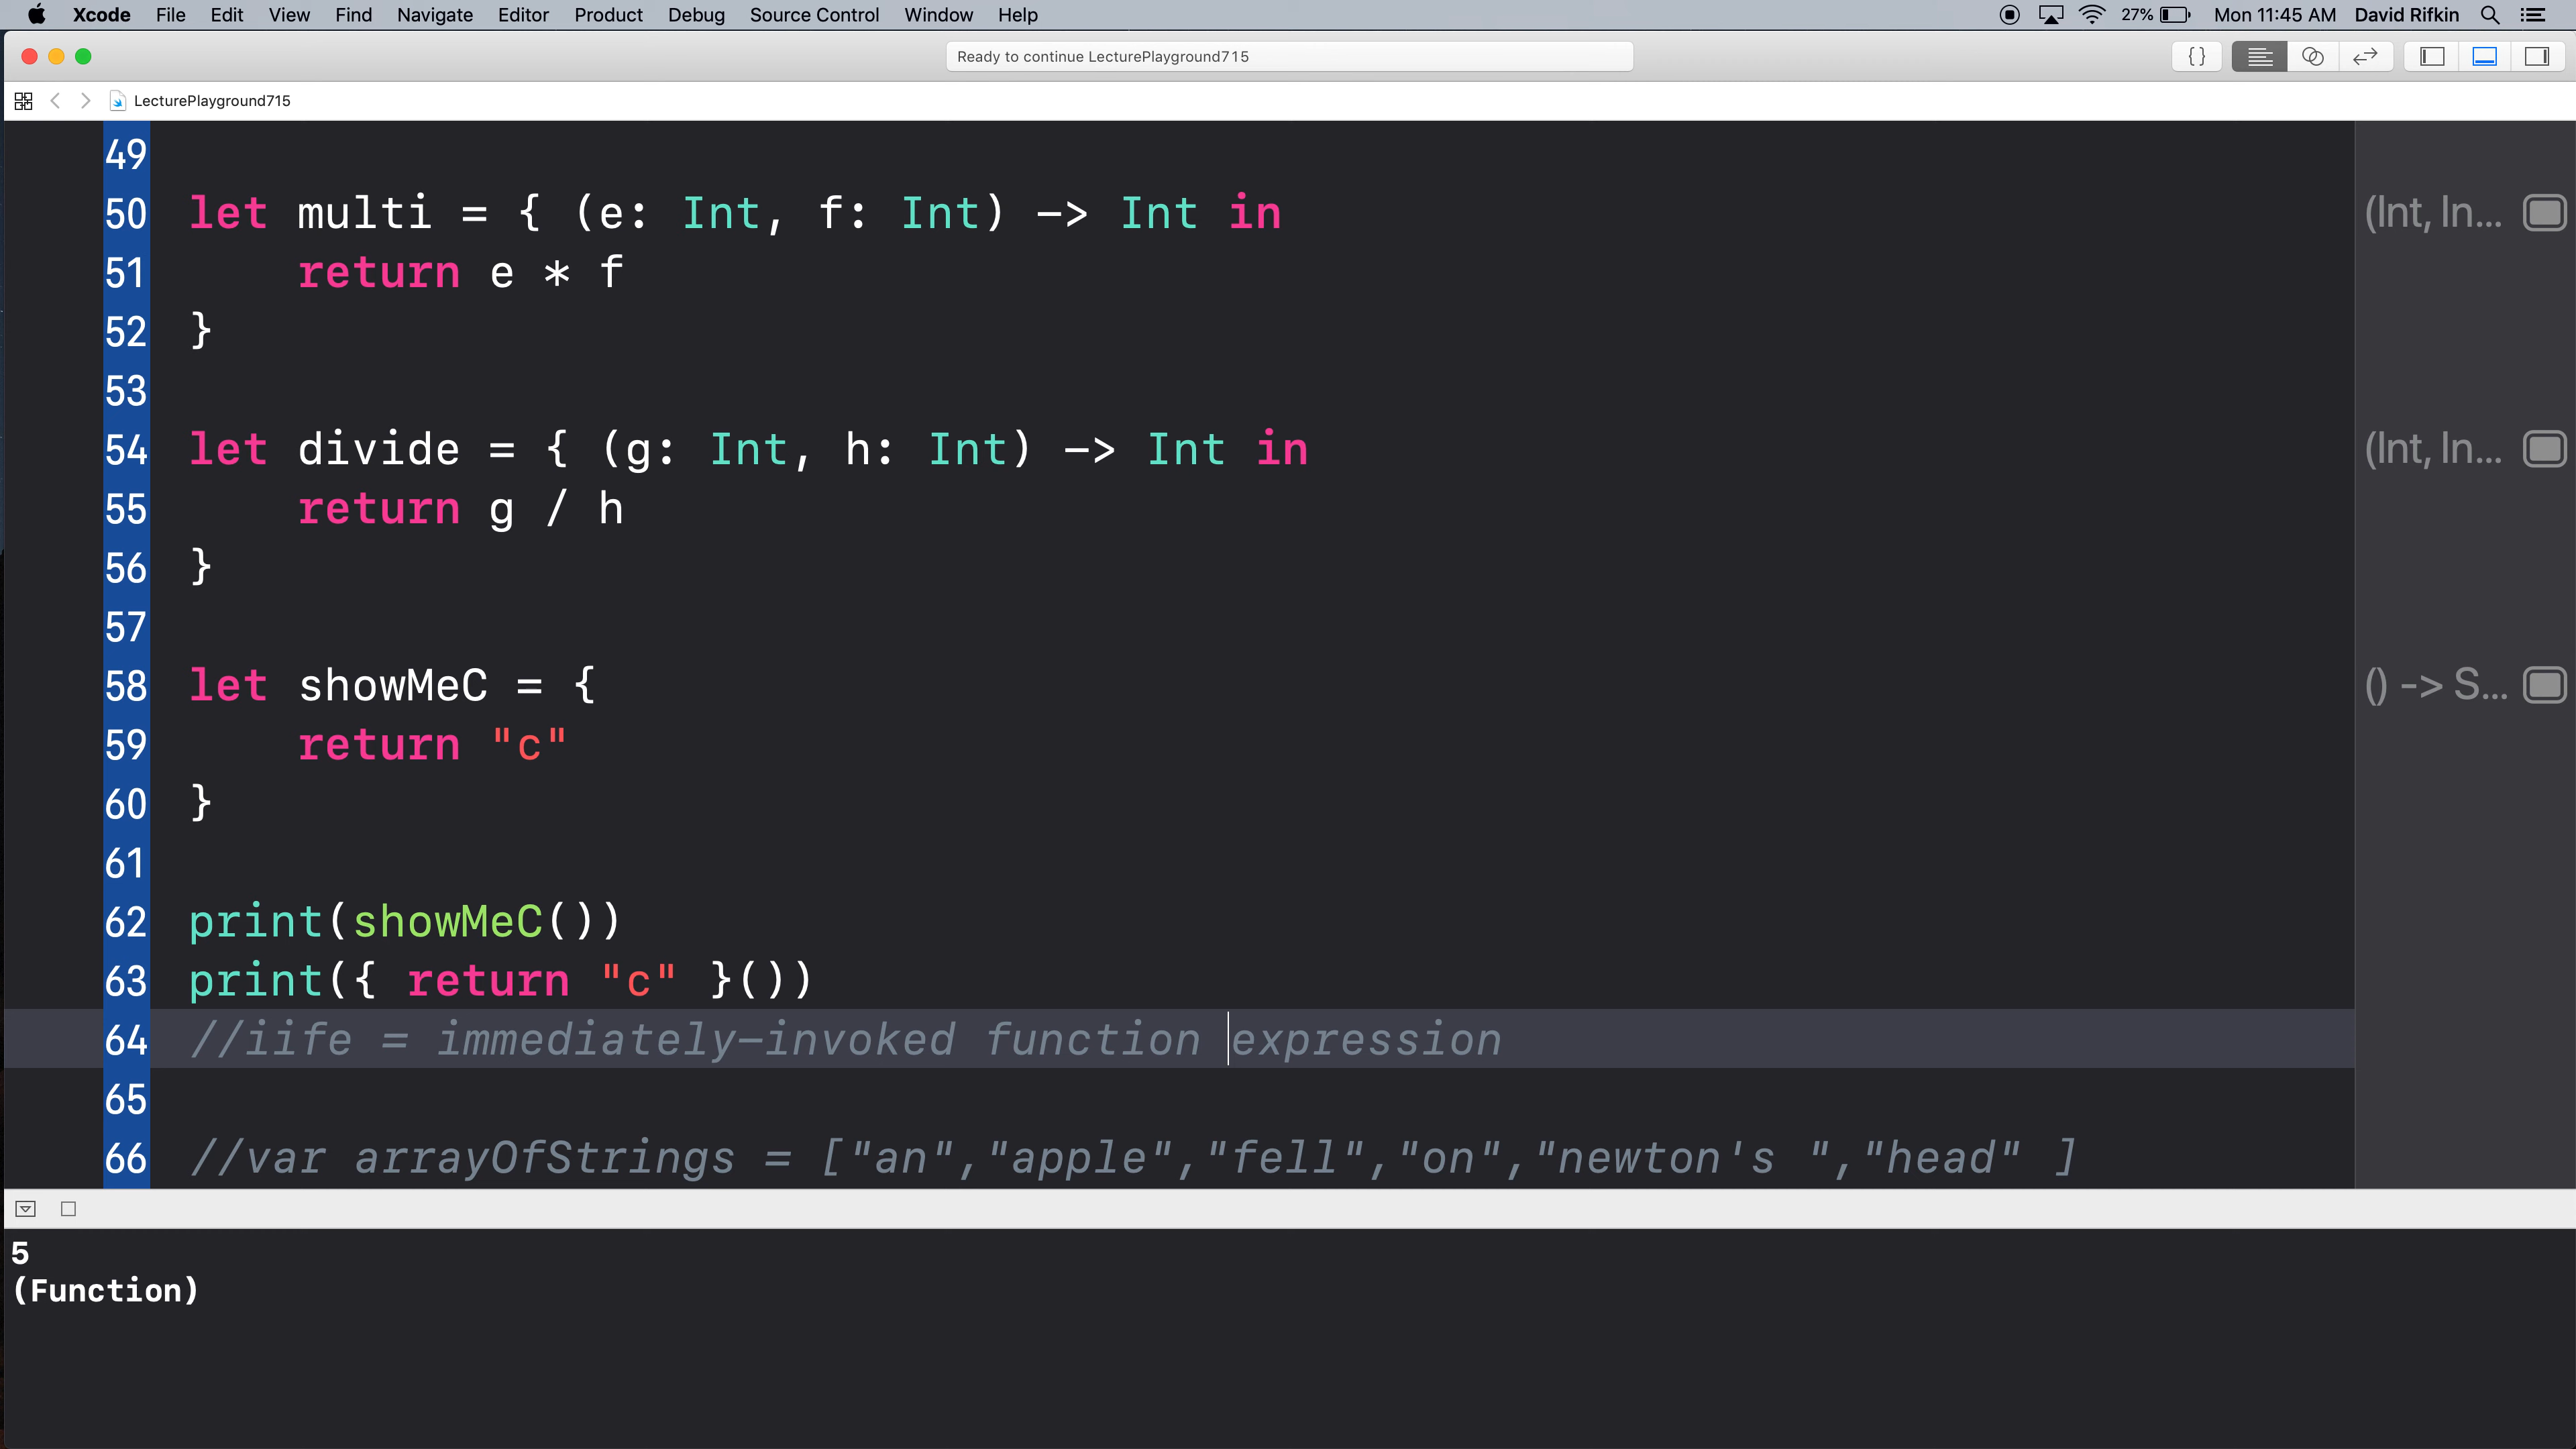 Xcode File Edit View Find Navigate Editor Product Debug Source Control Window Help 27% Mon 11:45 AM David Rifkin
Ready to continue LecturePlayground715 { }
LecturePlayground715
49
50 let multi = { (e: Int, f: Int) -> Int in (Int, In...
51 return e * f
52 }
53
54 let divide = { (g: Int, h: Int) -> Int in (Int, In...
55 return g / h
56 }
57
58 let showMeC = { () -> S...
59 return "c"
60 }
61
62 print(showMeC())
63 print({ return "c" }())
64 //iife = immediately-invoked function expression
65
66 //var arrayOfStrings = ["an","apple","fell","on","newton's ","head" ]
5
(Function)